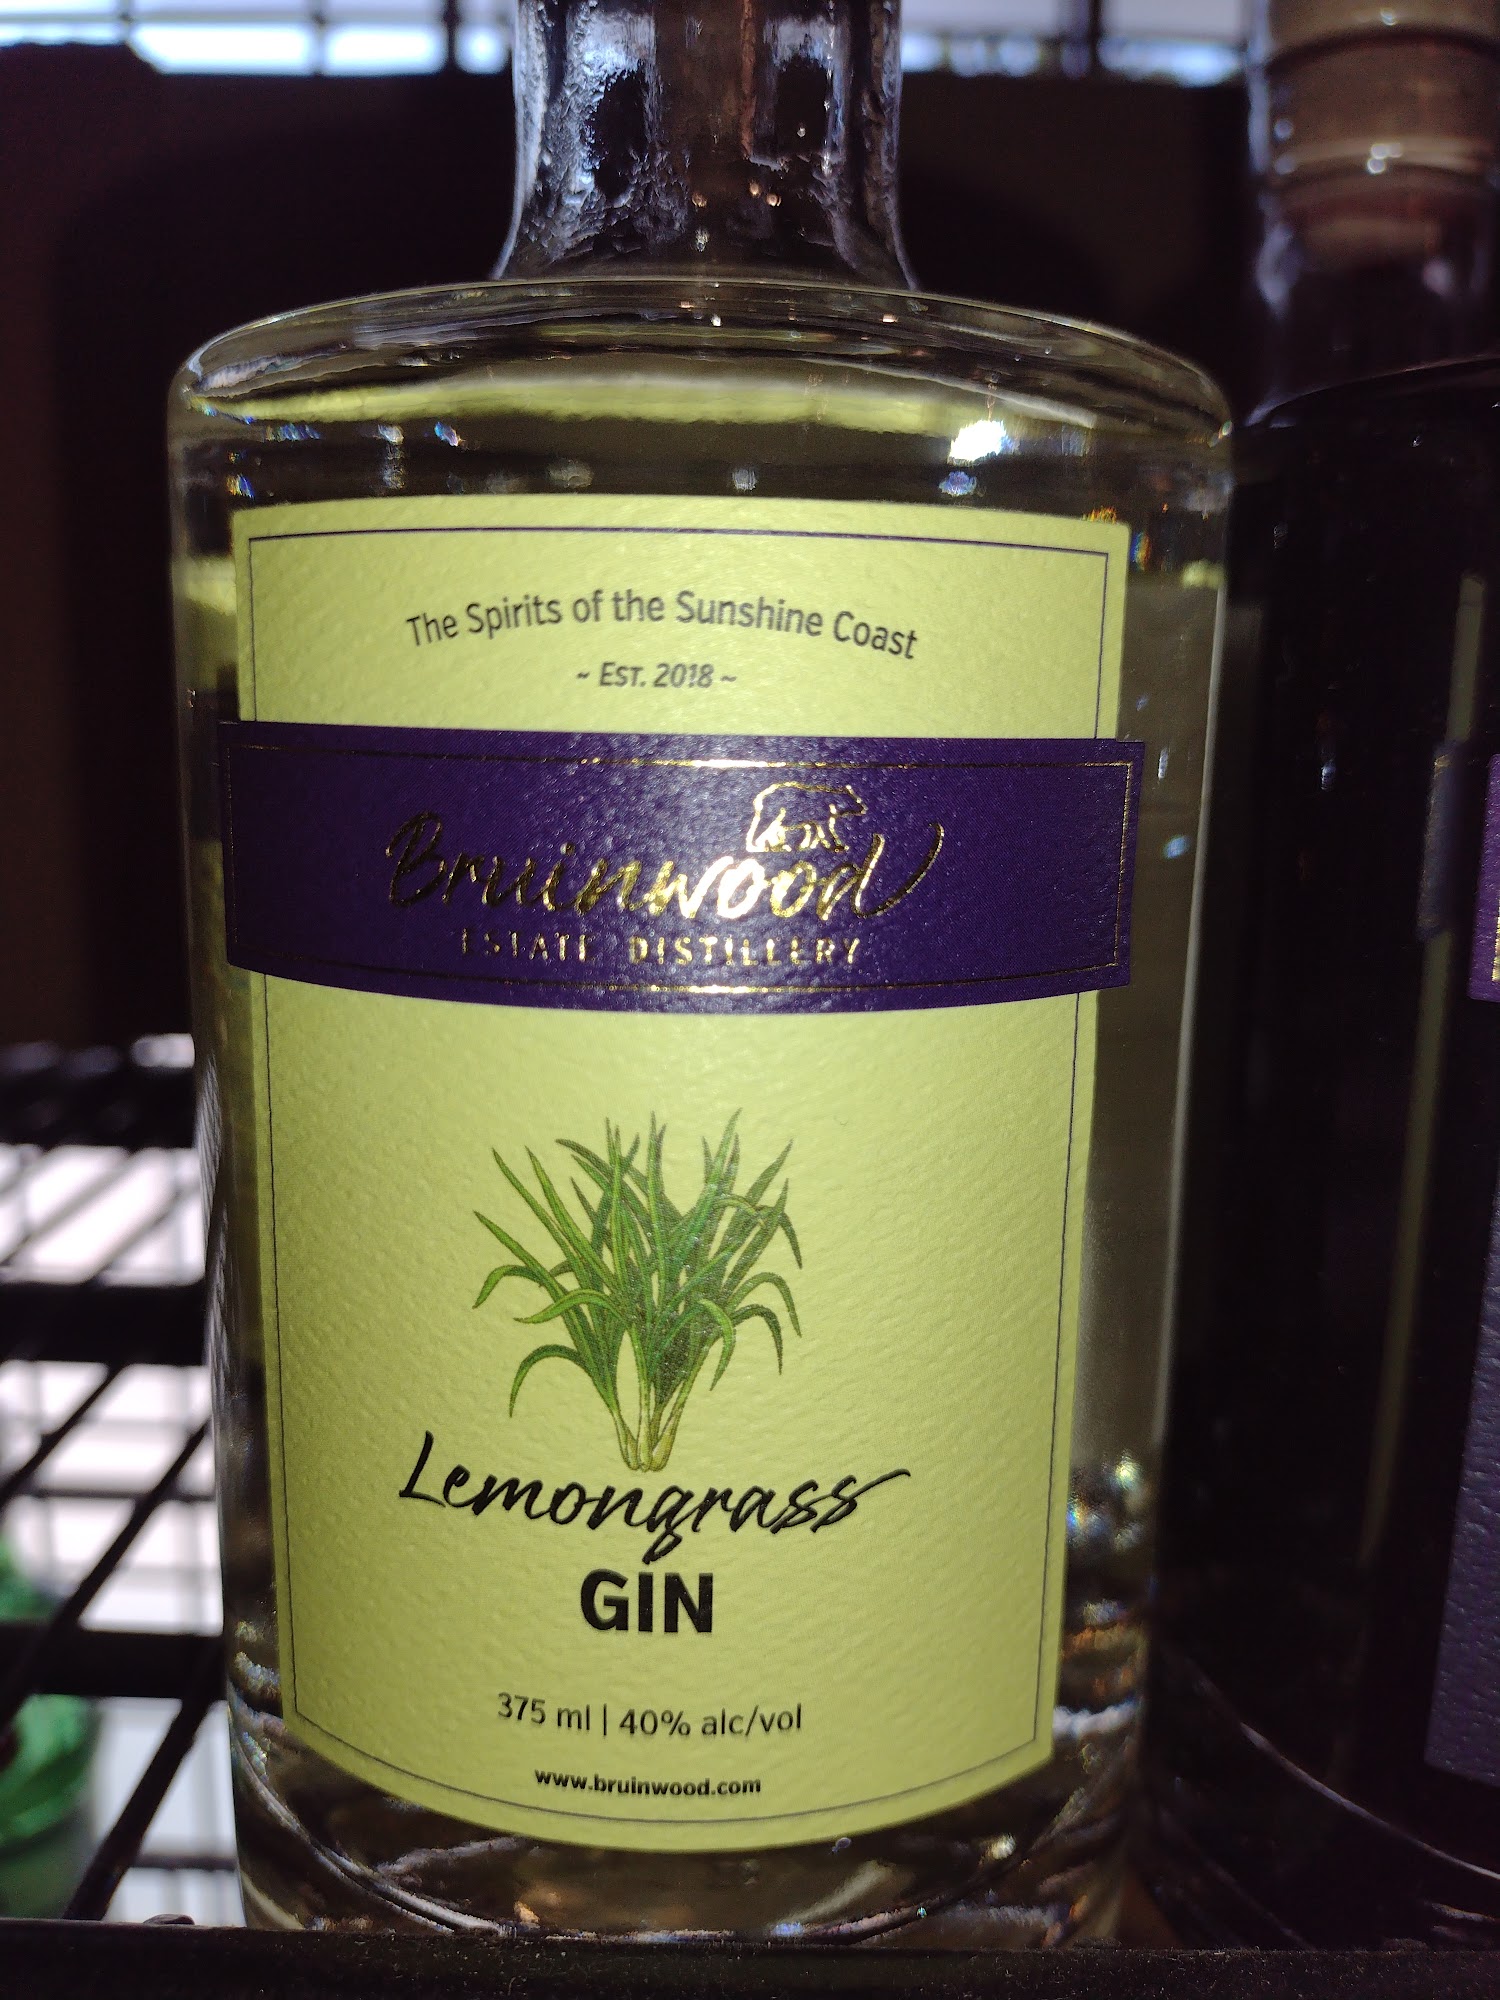 The Spirits of the Sunshine Coast
~ EST. 2018 ~
Bruinwood
ESTATE DISTILLERY
Lemongrass
GIN
375 ml | 40% alc/vol
www.bruinwood.com